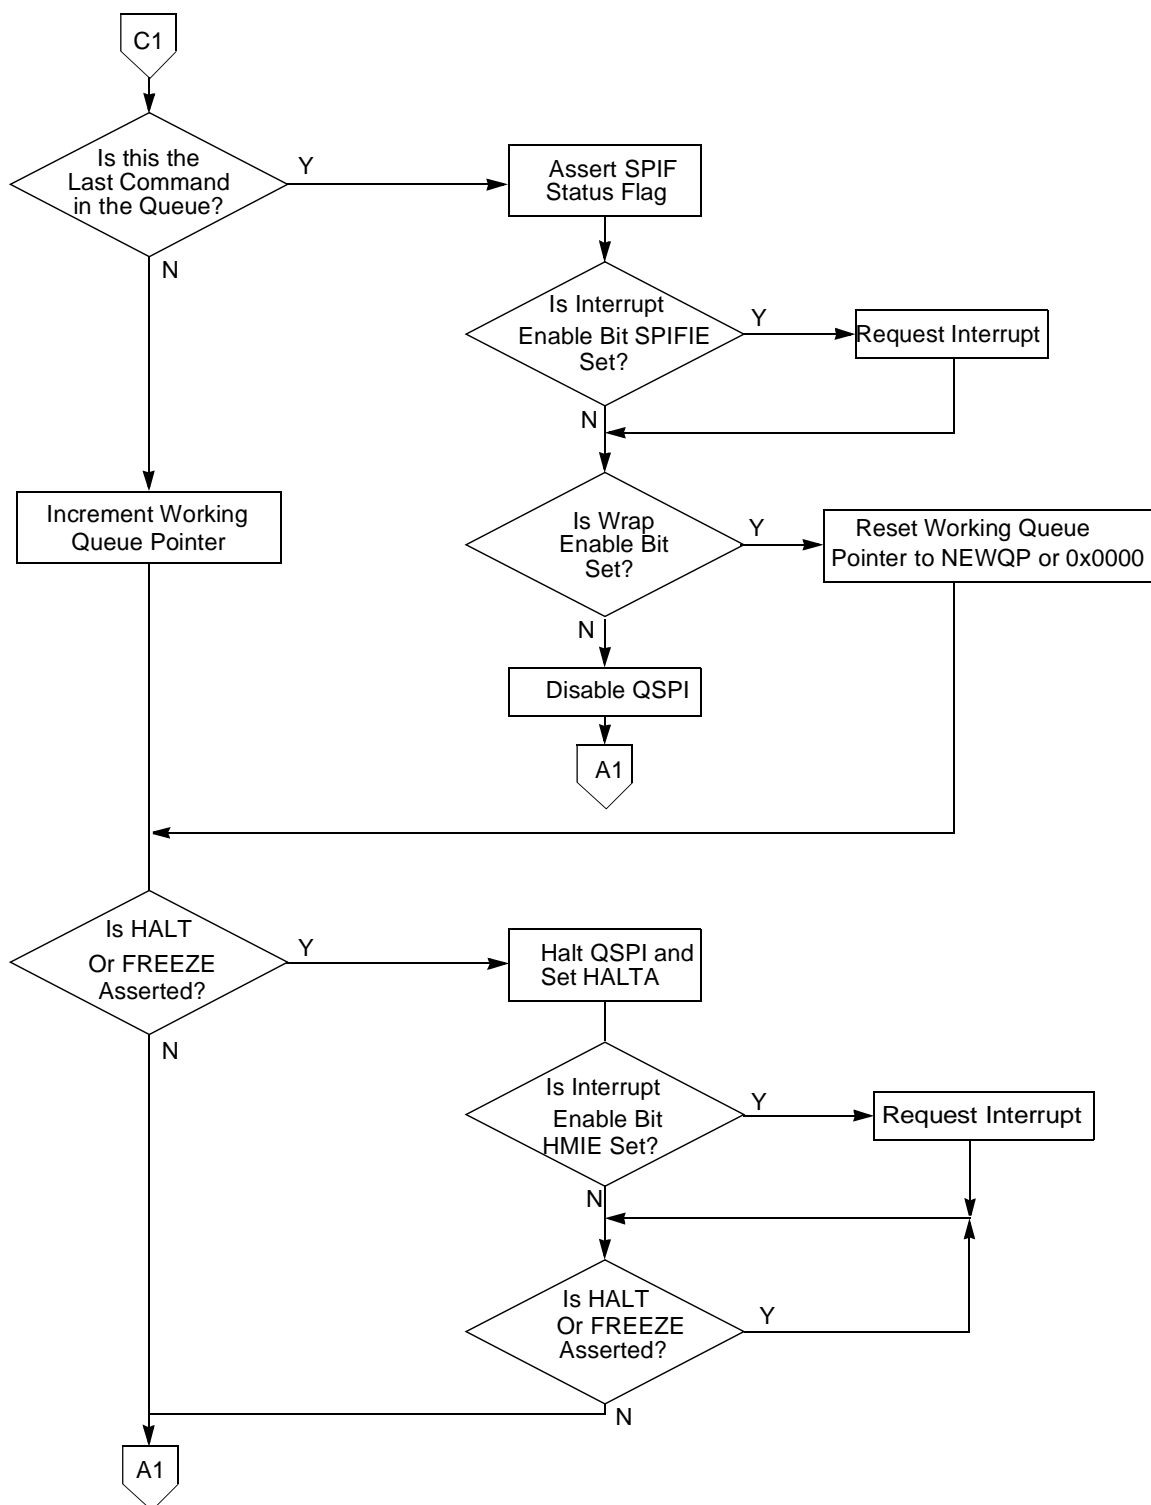 C1
Is this the
Last Command
in the Queue?
Y
N
Assert SPIF
Status Flag
Is Interrupt
Enable Bit SPIFIE
Set?
Y
Request Interrupt
N
Increment Working
Queue Pointer
Is Wrap
Enable Bit
Set?
Y
Reset Working Queue
Pointer to NEWQP or 0x0000
N
Disable QSPI
A1
Is HALT
Or FREEZE
Asserted?
Y
N
Halt QSPI and
Set HALTA
Is Interrupt
Enable Bit
HMIE Set?
Y
Request Interrupt
N
Is HALT
Or FREEZE
Asserted?
Y
N
A1